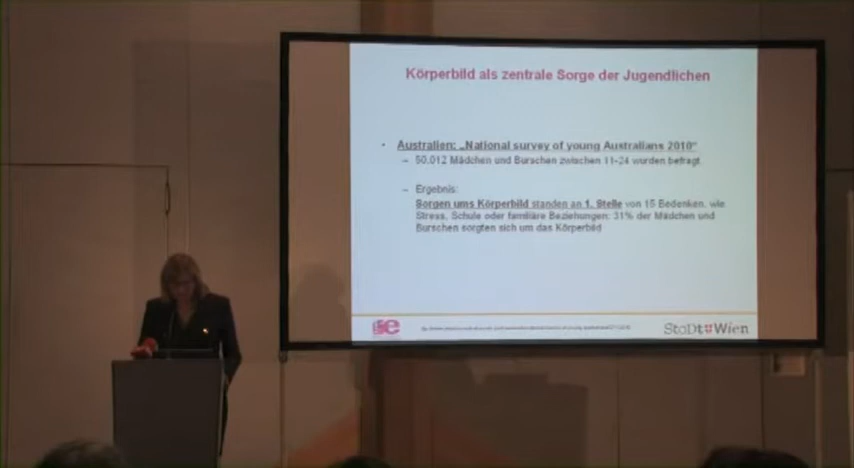 Körperbild als zentrale Sorge der Jugendlichen
• Australien: „National survey of young Australians 2010"
– 50.012 Mädchen und Burschen zwischen 11-24 wurden befragt
– Ergebnis:
Sorgen ums Körperbild standen an 1. Stelle von 15 Bedenken, wie
Stress, Schule oder familiäre Beziehungen: 31% der Mädchen und
Burschen sorgten sich um das Körperbild
StaDt Wien